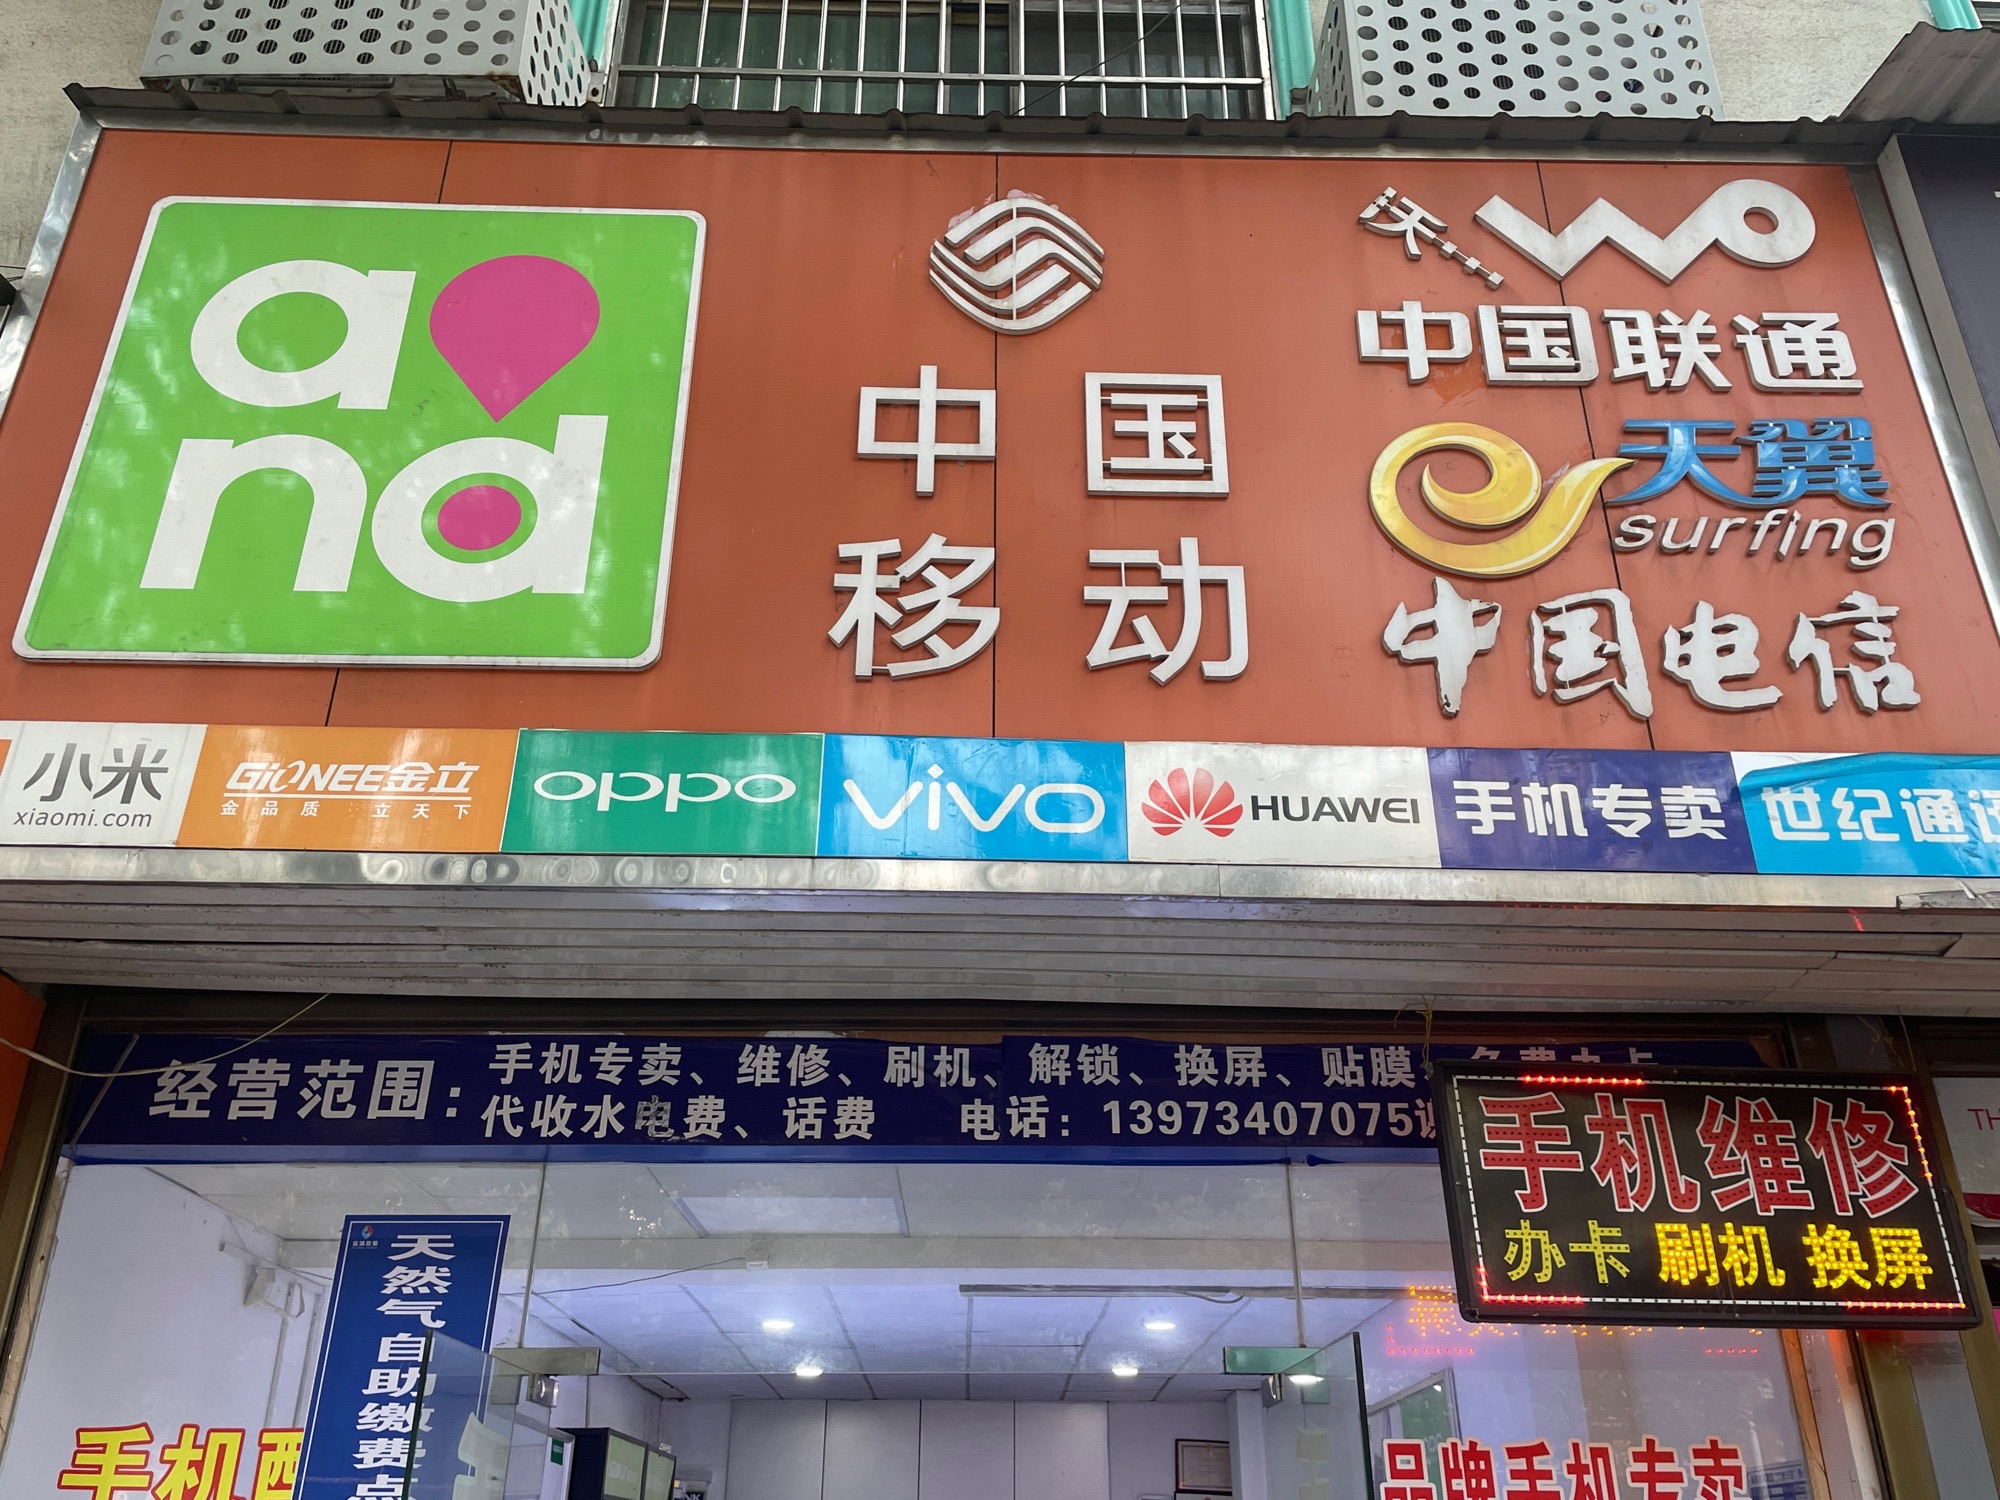 and
中国
移动
沃
wo
中国联通
天翼
surfing
中国电信
小米
xiaomi.com
GiONEE金立
金品质 立天下
oppo
vivo
HUAWEI
手机专卖
世纪通
经营范围:
手机专卖、维修、刷机、解锁、换屏、贴膜
代收水电费、话费 电话:13973407075
手机维修
办卡 刷机 换屏
天然气自助缴费点
手机
品牌手机专卖